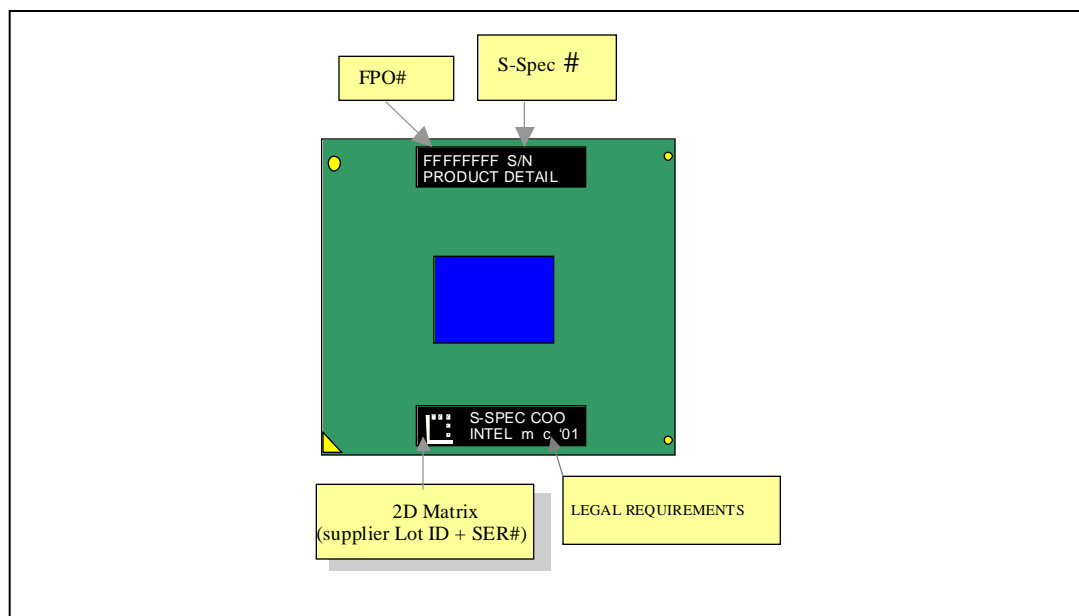 FPO#
S-Spec #
FFFFFFFF S/N
PRODUCT DETAIL
S-SPEC COO
INTEL m c '01
2D Matrix
(supplier Lot ID + SER#)
LEGAL REQUIREMENTS